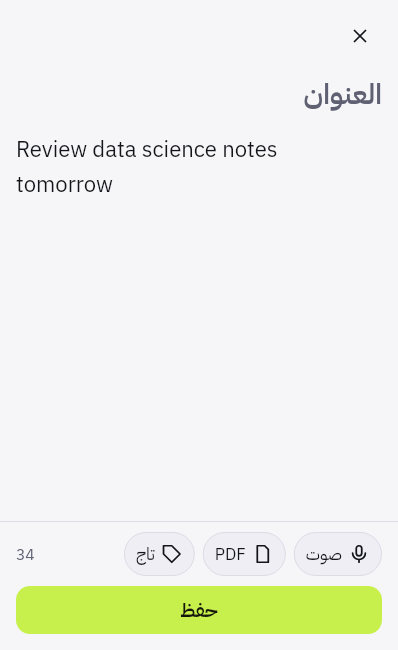 العنوان
Review data science notes
tomorrow
صوت PDF تاج 34
حفظ